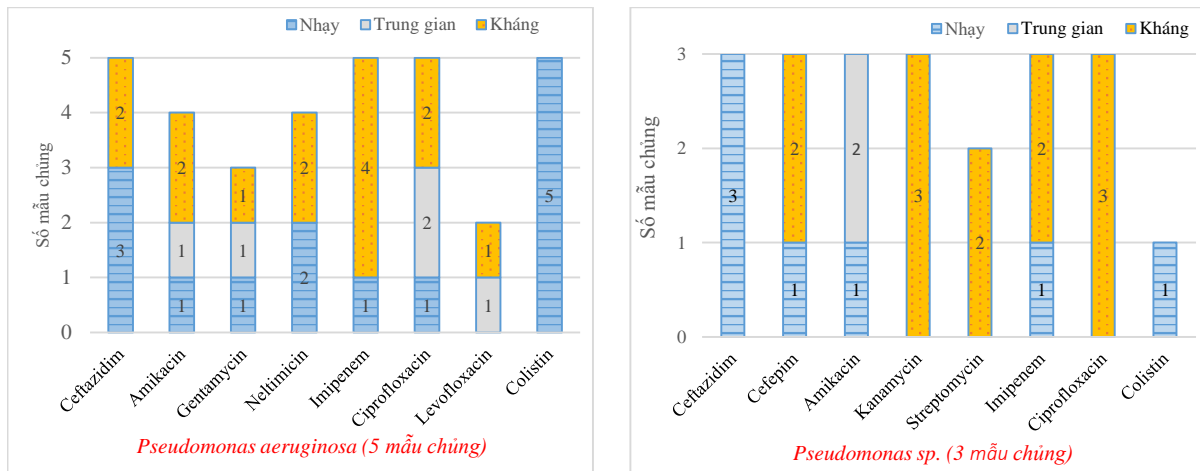 Nhạy Trung gian Kháng
Số mẫu chủng
5
4
3
2
1
0
3 2
1 1 2
1 1 1
2 2
1 4
1 2 2
1 1
5
Ceftazidim
Amikacin
Gentamycin
Neltimicin
Imipenem
Ciprofloxacin
Levofloxacin
Colistin
Pseudomonas aeruginosa (5 mẫu chủng)
Nhạy Trung gian Kháng
Số mẫu chủng
3
2
1
0
3
1 2
1 2
3
2
1 2
3
1
Ceftazidim
Cefepin
Amikacin
Kanamycin
Streptomycin
Imipenem
Ciprofloxacin
Colistin
Pseudomonas sp. (3 mẫu chủng)